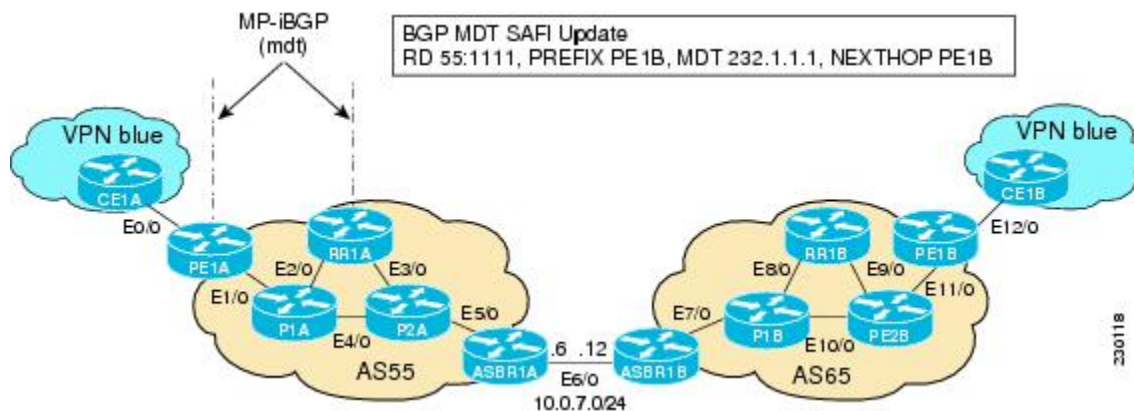 MP-iBGP
(mdt)
BGP MDT SAFI Update
RD 55:1111, PREFIX PE1B, MDT 232.1.1.1, NEXTHOP PE1B
VPN blue
CE1A
E0/0
PE1A
E1/0
E2/0
RR1A
E3/0
P1A
E4/0
P2A
E5/0
AS55
ASBR1A
.6 .12
E6/0
10.0.7.0/24
ASBR1B
E7/0
P1B
E8/0
RR1B
E9/0
E10/0
PE2B
PE1B
E11/0
AS65
VPN blue
CE1B
E12/0
230118